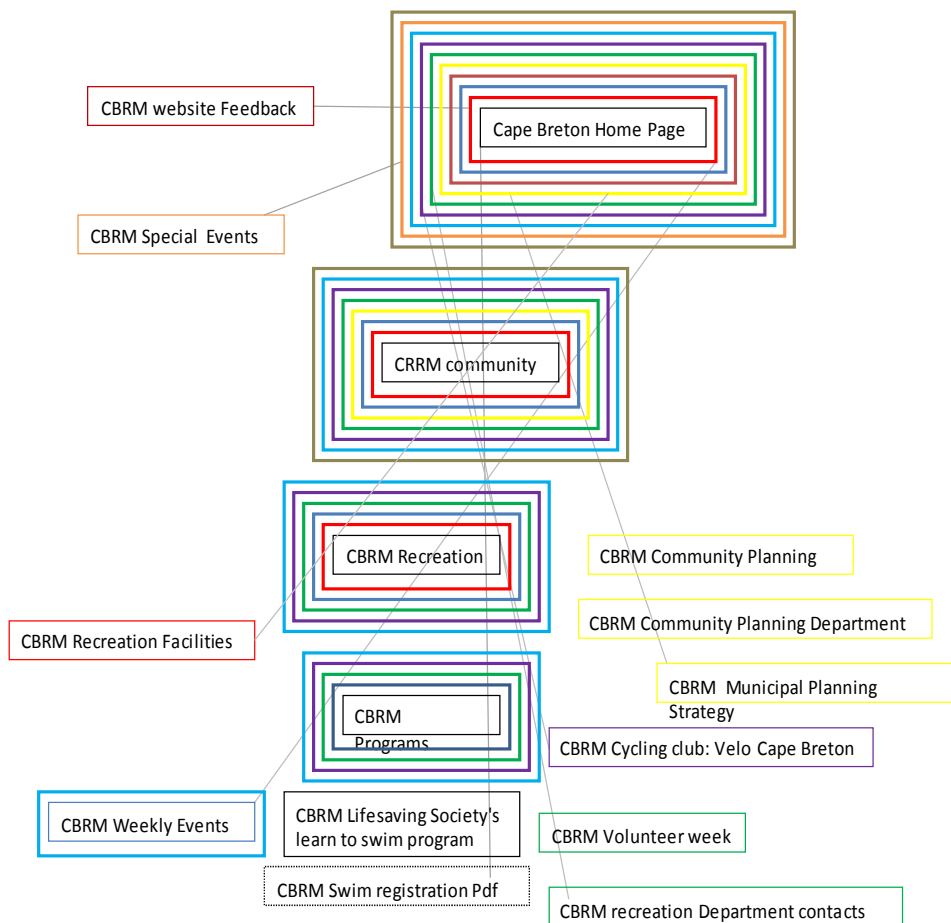 CBRM website Feedback
Cape Breton Home Page
CBRM Special  Events
CRRM community
CBRM Recreation
CBRM Community Planning
CBRM Community Planning Department
CBRM Recreation Facilities
CBRM  Municipal Planning
Strategy
CBRM
Programs
CBRM Cycling club: Velo Cape Breton
CBRM Weekly Events
CBRM Lifesaving Society's
learn to swim program
CBRM Volunteer week
CBRM Swim registration Pdf
CBRM recreation Department contacts